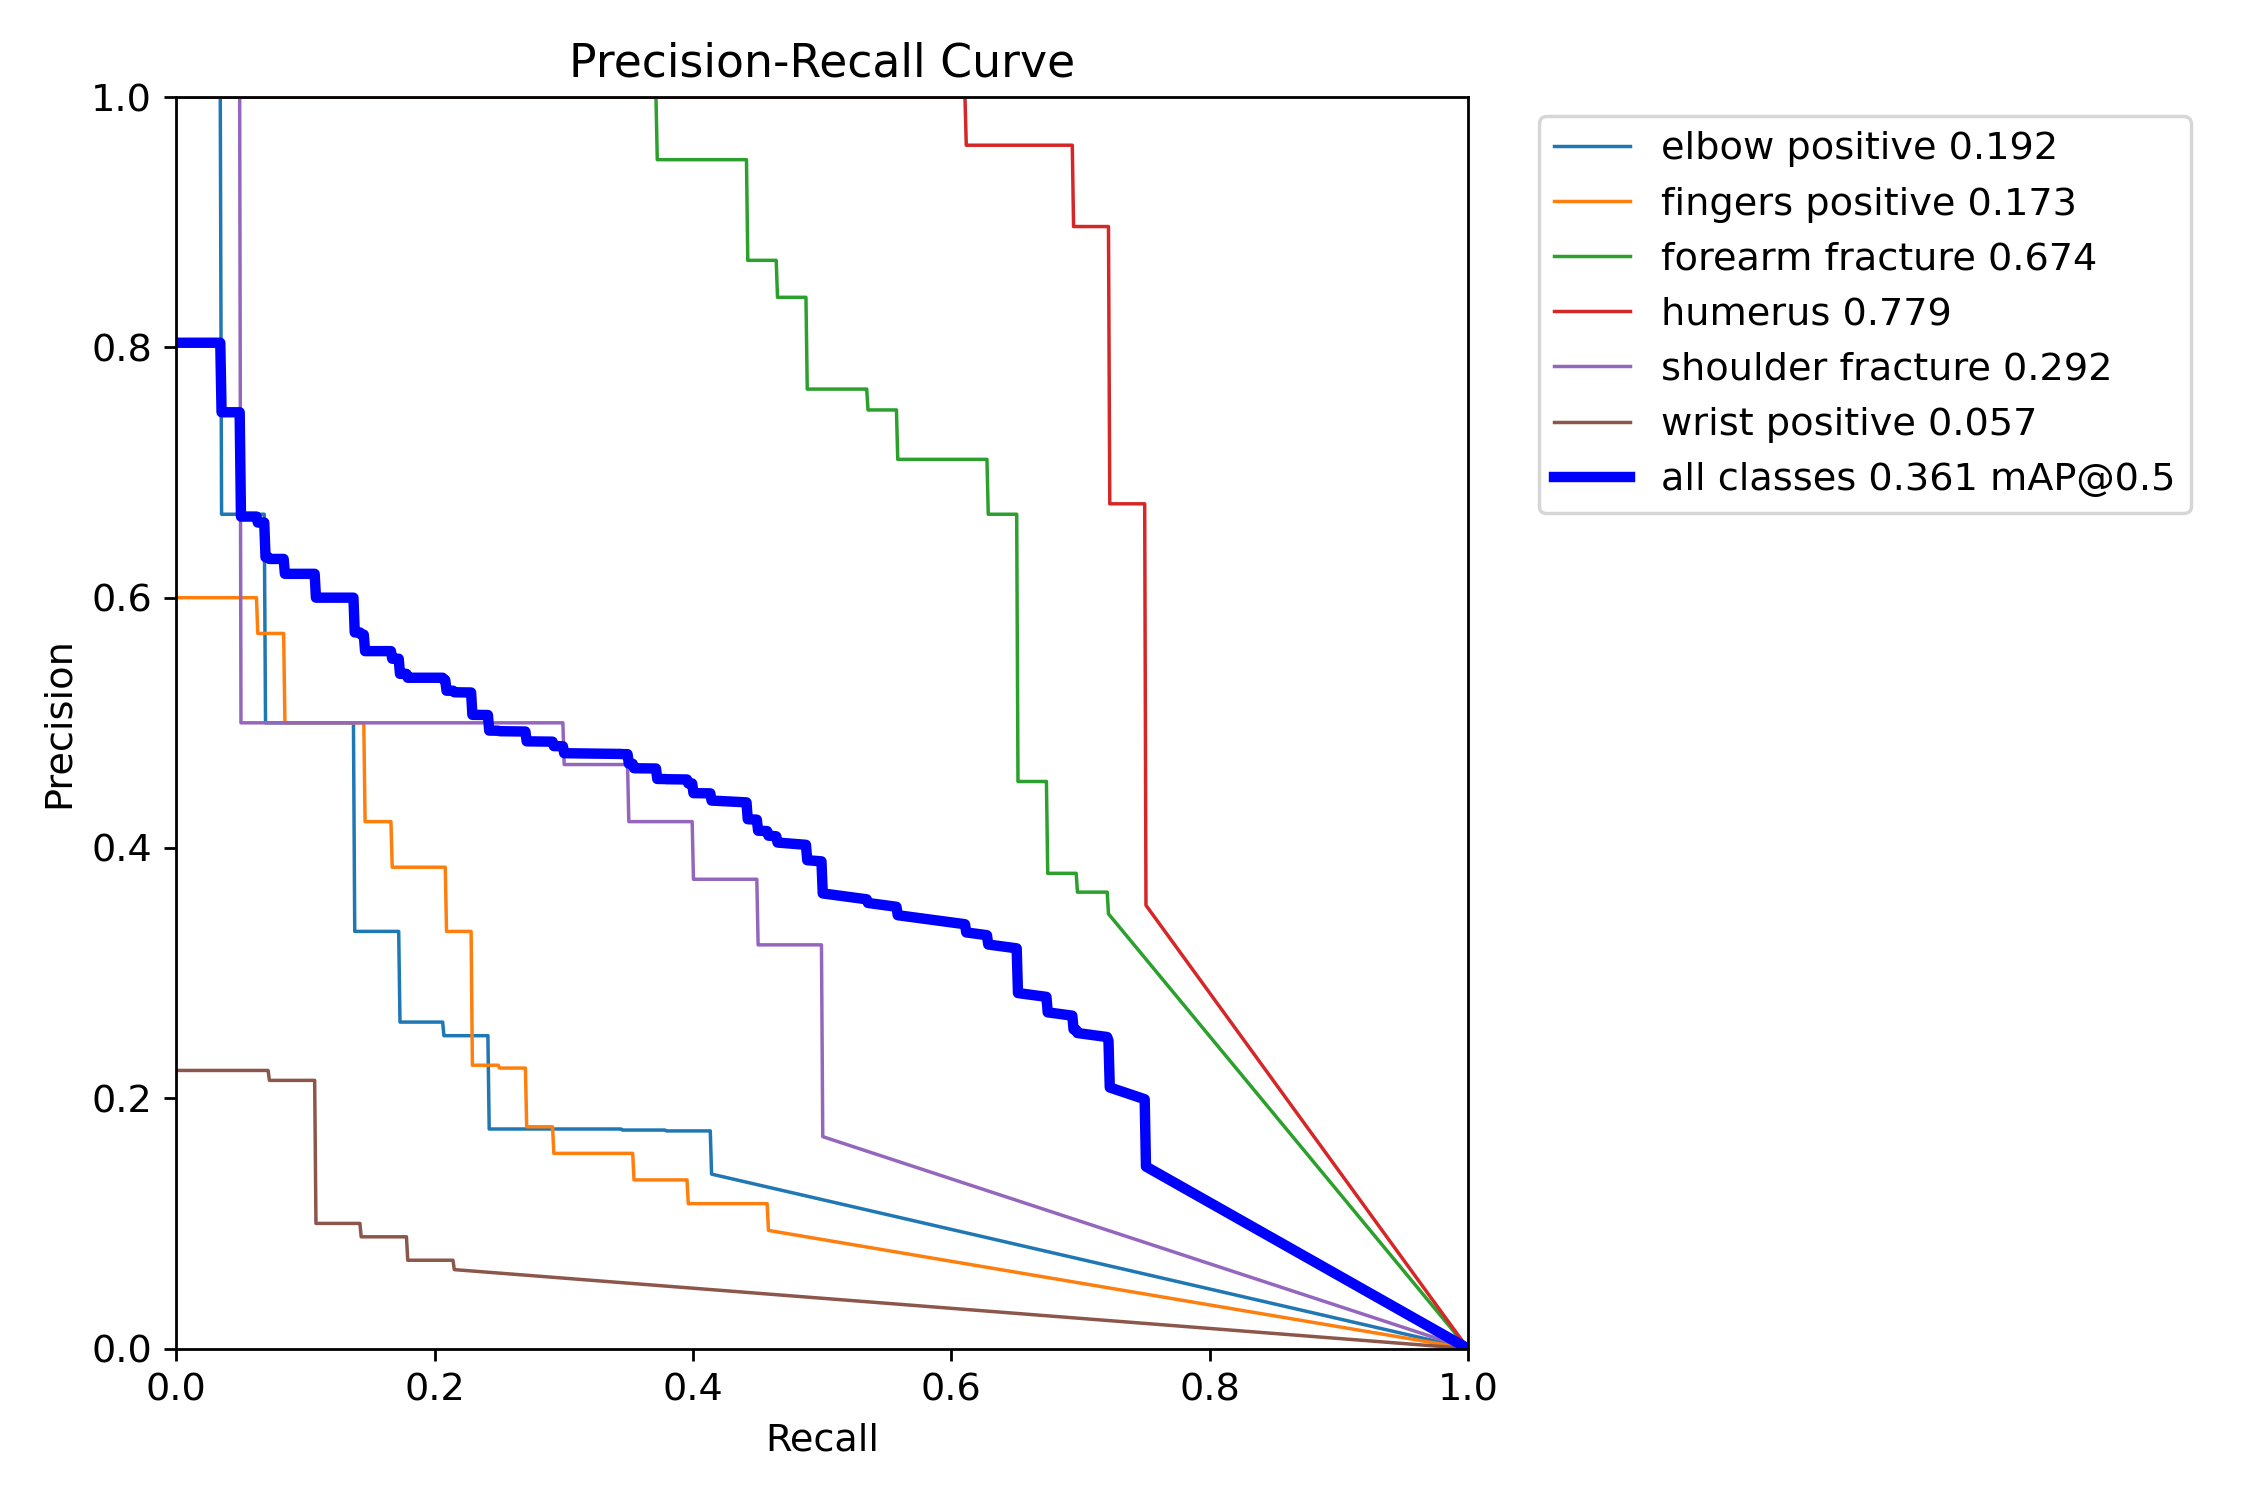 Precision-Recall Curve
1.0
0.8
0.6
0.4
0.2
0.0
Precision
0.0 0.2 0.4 0.6 0.8 1.0
Recall
elbow positive 0.192
fingers positive 0.173
forearm fracture 0.674
humerus 0.779
shoulder fracture 0.292
wrist positive 0.057
all classes 0.361 mAP@0.5